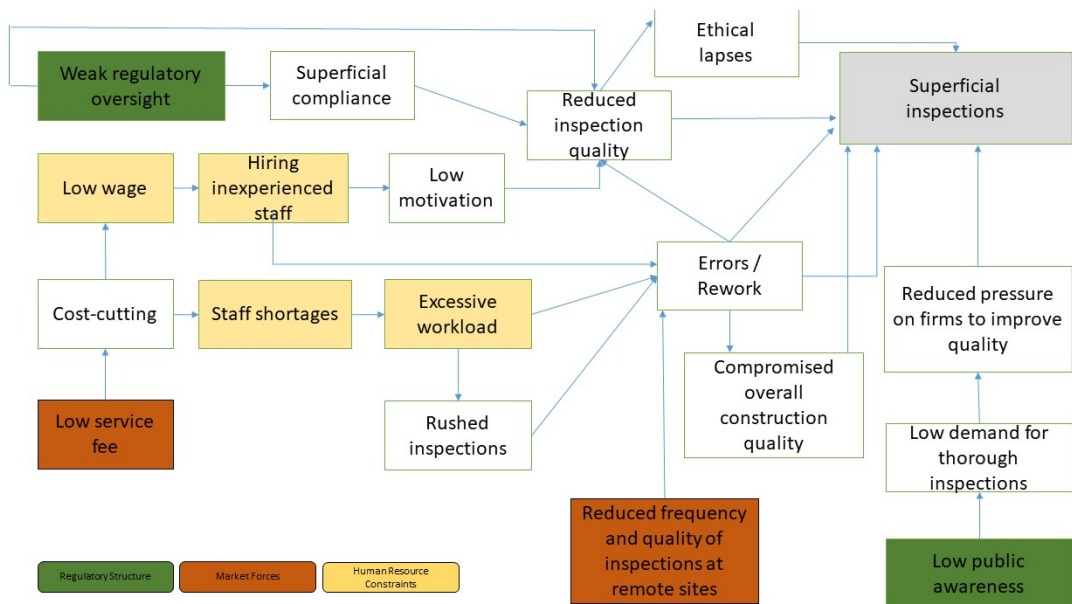 Ethical
lapses
Weak regulatory
oversight
Superficial
compliance
Reduced
inspection
quality
Superficial
inspections
Low wage
Hiring
inexperienced
staff
Low
motivation
Errors /
Rework
Cost-cutting
Staff shortages
Excessive
workload
Reduced pressure
on firms to improve
quality
Compromised
overall
construction
quality
Low service
fee
Rushed
inspections
Low demand for
thorough
inspections
Reduced frequency
and quality of
inspections at
remote sites
Low public
awareness
Regulatory Structure
Market Forces
Human Resource
Constraints